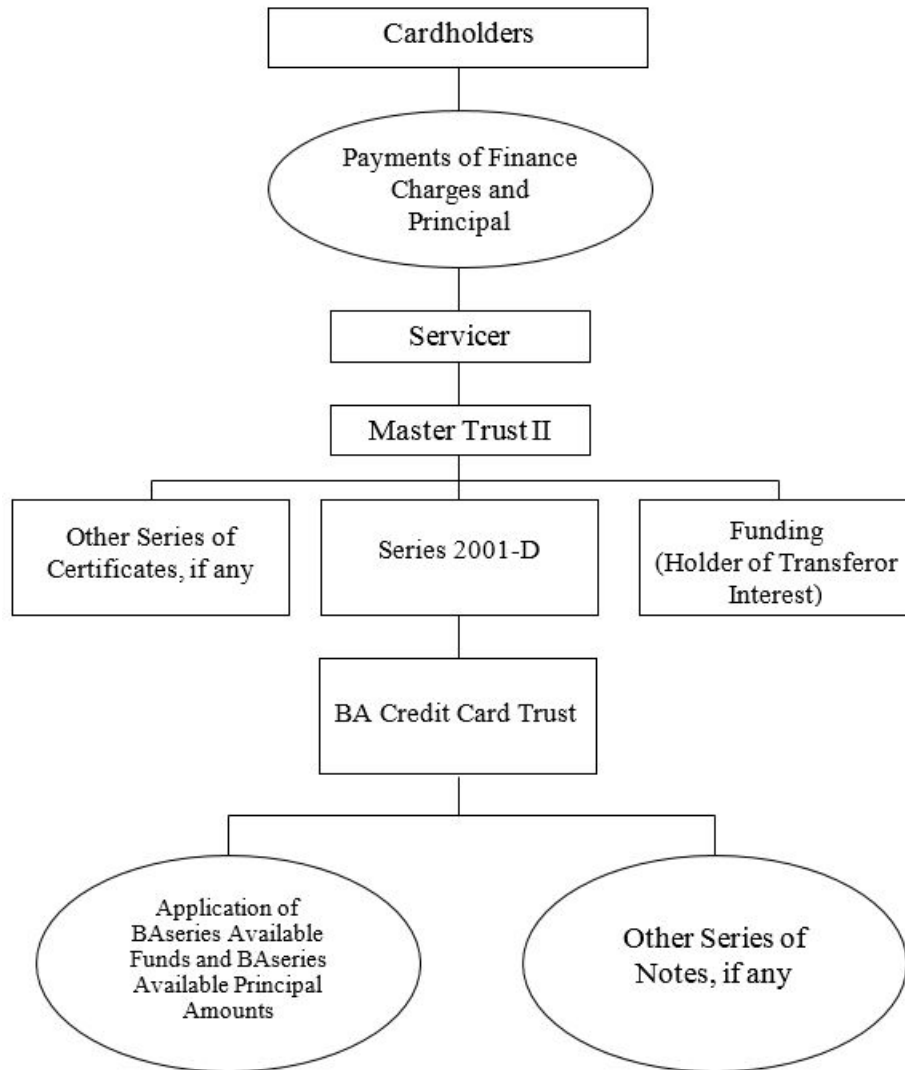 Cardholders
Payments of Finance
Charges and
Principal
Servicer
Master Trust II
Other Series of
Certificates, if any
Series 2001-D
Funding
(Holder of Transferor
Interest)
BA Credit Card Trust
Application of
BAseries Available
Funds and BAseries
Available Principal
Amounts
Other Series of
Notes, if any